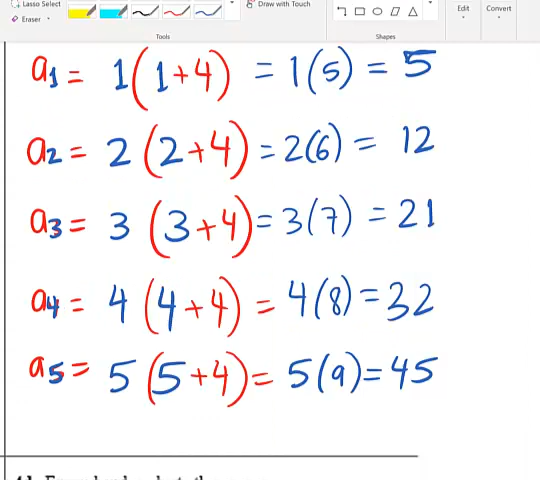 Lasso Select
Eraser
Draw with Touch
Edit
Convert
Tools
Shapes
a1 = 1(1+4) = 1(5) = 5
a2 = 2(2+4) = 2(6) = 12
a3 = 3(3+4) = 3(7) = 21
a4 = 4(4+4) = 4(8) = 32
a5 = 5(5+4) = 5(9) = 45